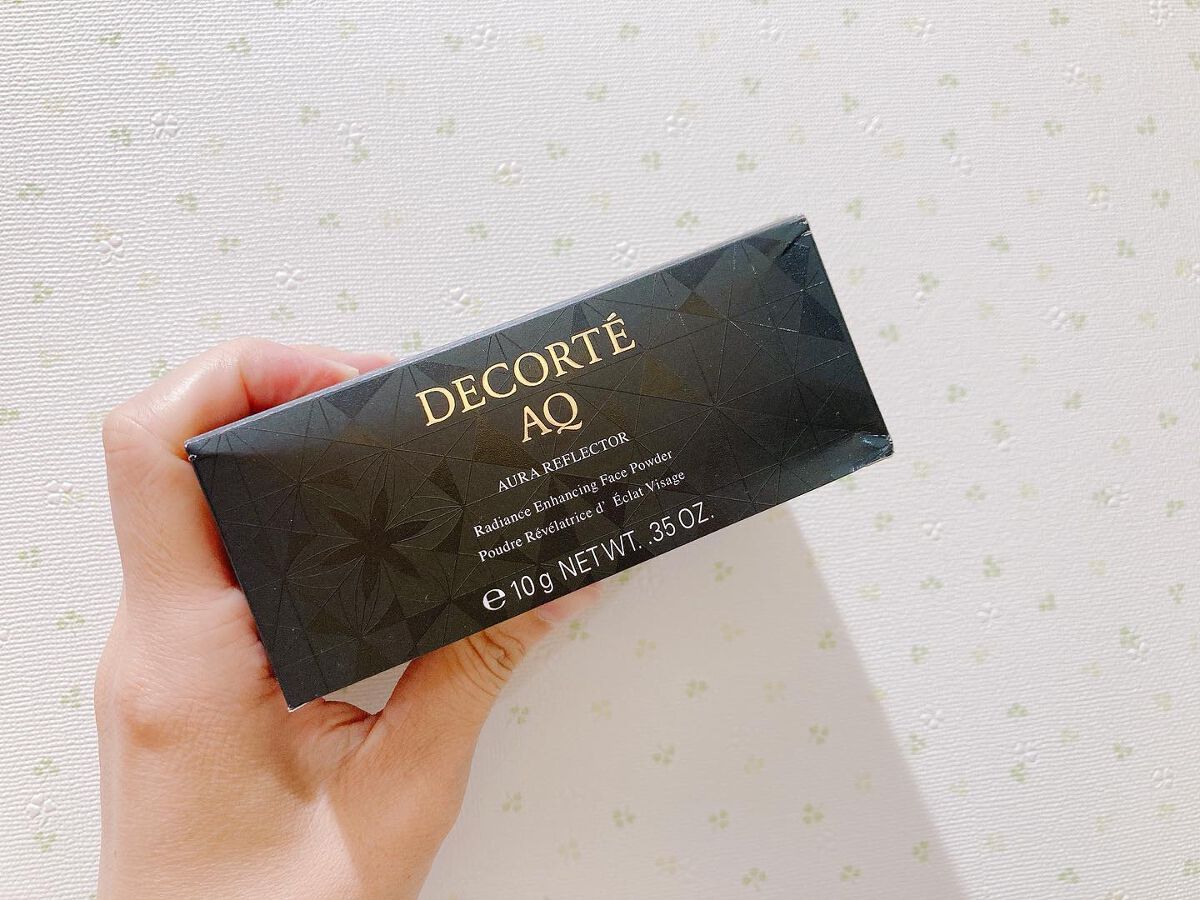 DECORTÉ
AQ
AURA REFLECTOR
Radiance Enhancing Face Powder
Poudre Révélatrice d' Éclat Visage
℮ 10 g NET WT. .35 OZ.